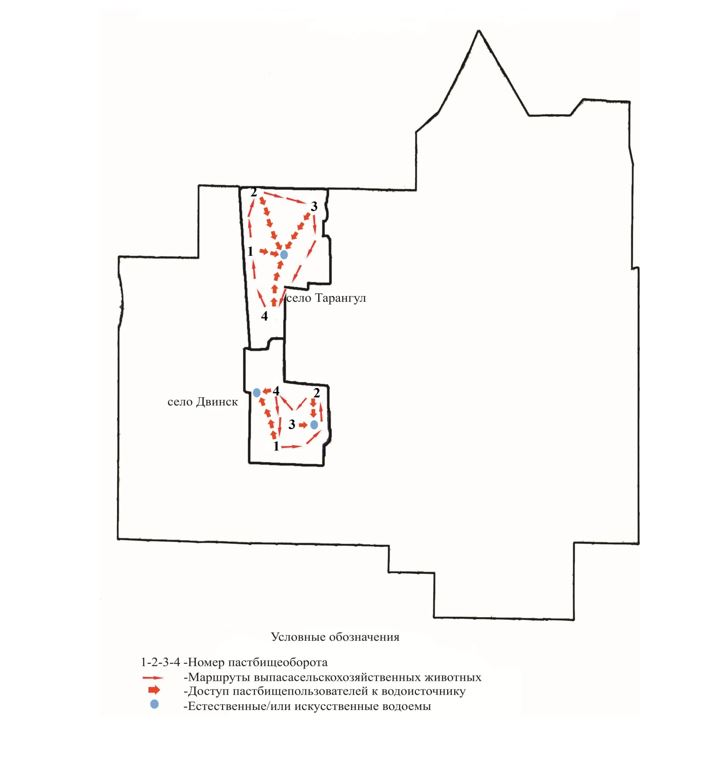 2
3
1
село Тарангул
4
село Двинск
4
2
3
1
Условные обозначения
1-2-3-4 -Номер пастбищеоборота
-Маршруты выпасасельскохозяйственных животных
-Доступ пастбищепользователей к водоисточнику
-Естественные/или искусственные водоемы